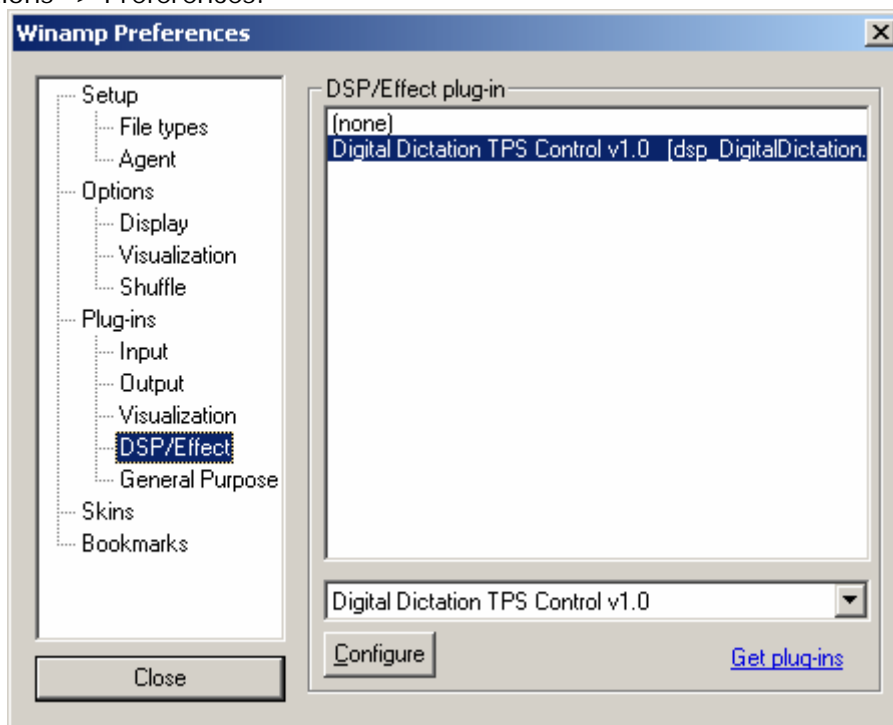 -> Preferences.
Winamp Preferences
Setup
File types
Agent
Options
Display
Visualization
Shuffle
Plug-ins
Input
Output
Visualization
DSP/Effect
General Purpose
Skins
Bookmarks
Close
DSP/Effect plug-in
(none)
Digital Dictation TPS Control v1.0 [dsp_DigitalDictation.
Digital Dictation TPS Control v1.0
Configure
Get plug-ins